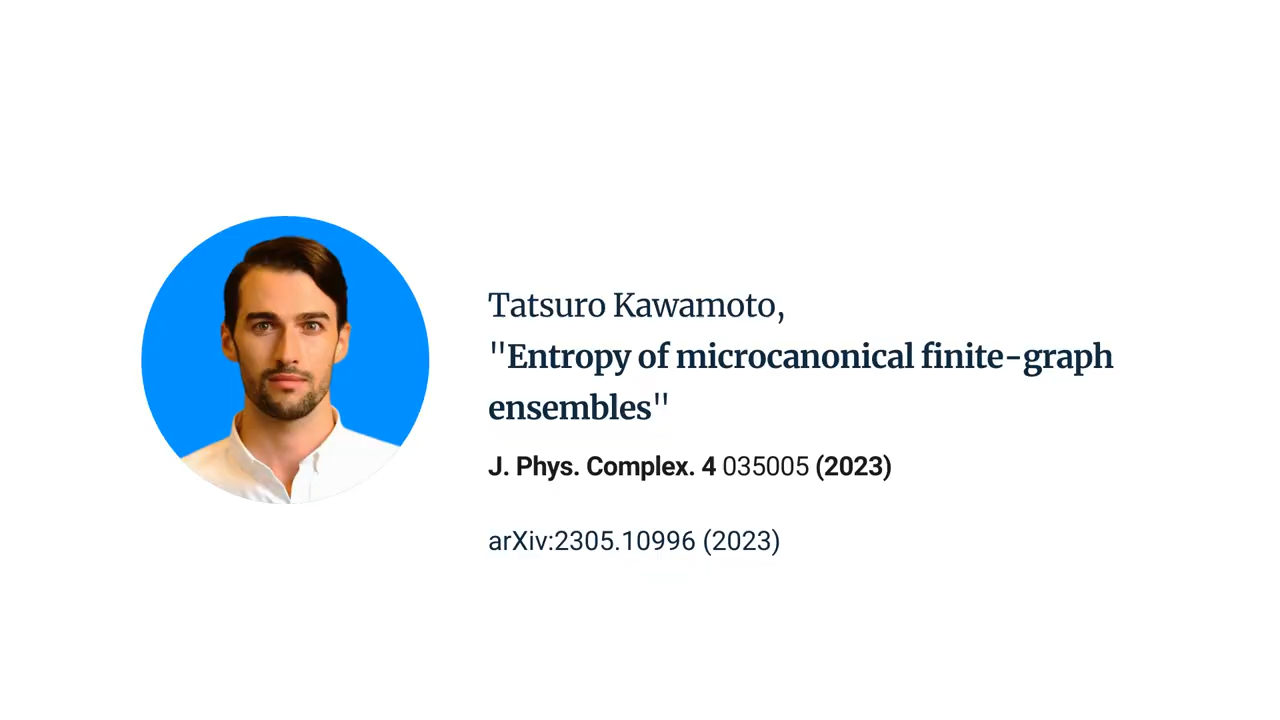 Tatsuro Kawamoto,
"Entropy of microcanonical finite-graph
ensembles"
J. Phys. Complex. 4 035005 (2023)
arXiv:2305.10996 (2023)